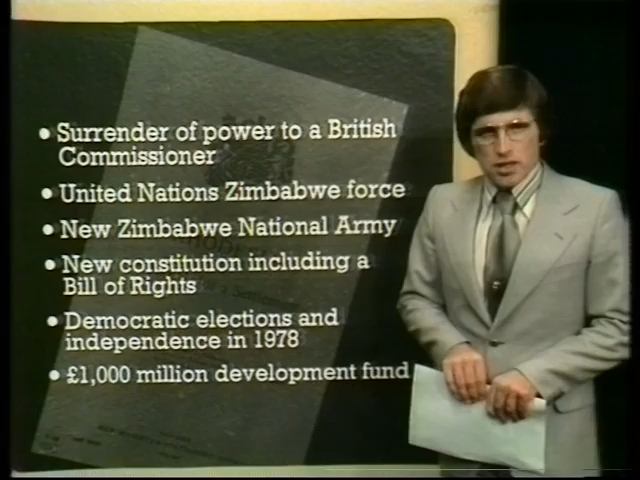 • Surrender of power to a British
Commissioner
• United Nations Zimbabwe force
• New Zimbabwe National Army
• New constitution including a
Bill of Rights
• Democratic elections and
independence in 1978
• £1,000 million development fund